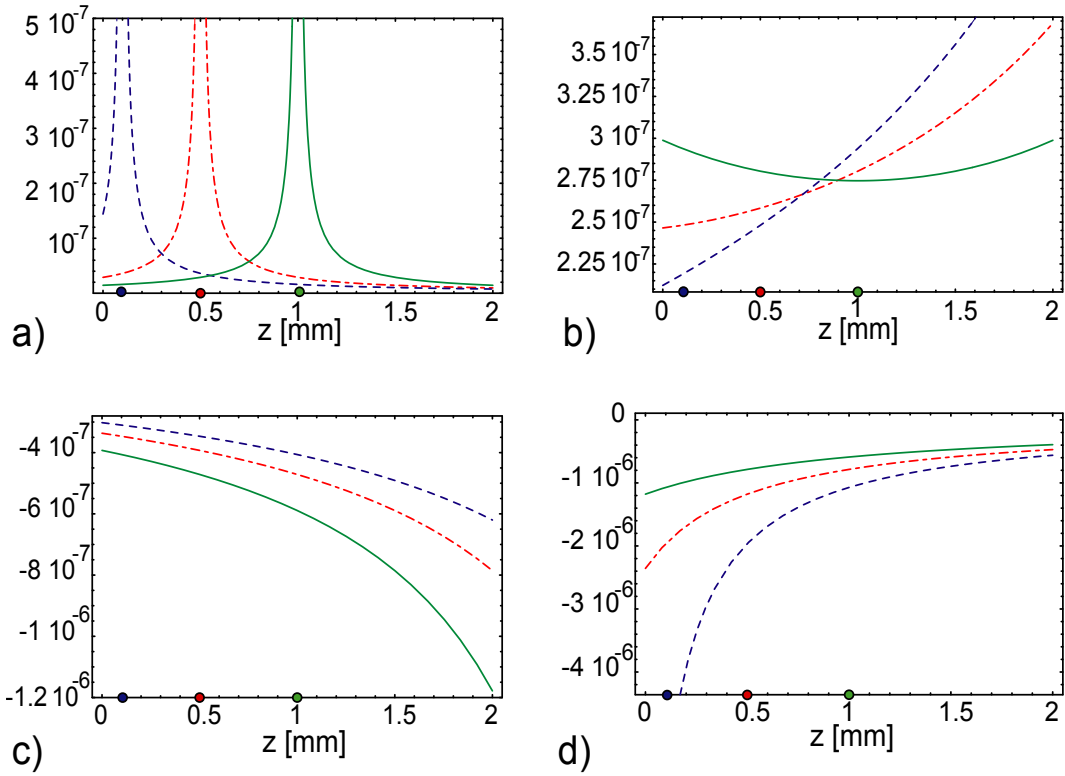 5 10-7
4 10-7
3 10-7
2 10-7
10-7
0 0.5 1 1.5 2
z [mm]
a)
3.5 10-7
3.25 10-7
3 10-7
2.75 10-7
2.5 10-7
2.25 10-7
0 0.5 1 1.5 2
z [mm]
b)
-4 10-7
-6 10-7
-8 10-7
-1 10-6
-1.2 10-6
0 0.5 1 1.5 2
z [mm]
c)
0
-1 10-6
-2 10-6
-3 10-6
-4 10-6
0 0.5 1 1.5 2
z [mm]
d)